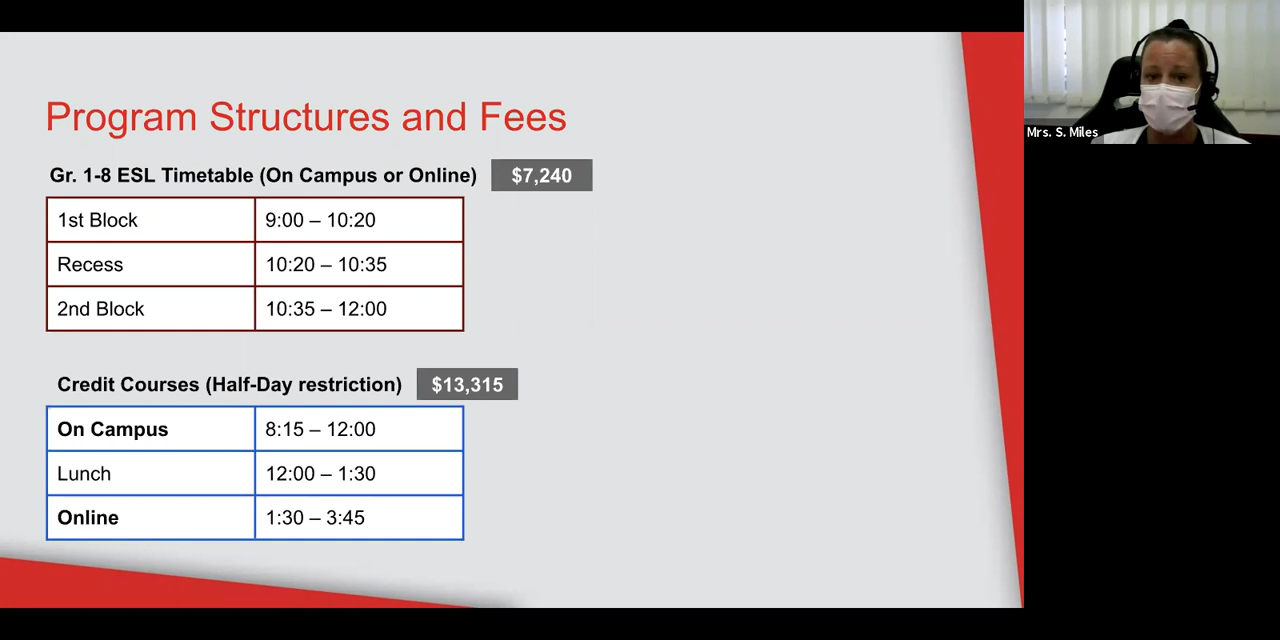 Program Structures and Fees
Gr. 1-8 ESL Timetable (On Campus or Online) $7,240
1st Block 9:00 – 10:20
Recess 10:20 – 10:35
2nd Block 10:35 – 12:00
Credit Courses (Half-Day restriction) $13,315
On Campus 8:15 – 12:00
Lunch 12:00 – 1:30
Online 1:30 – 3:45
Mrs. S. Miles